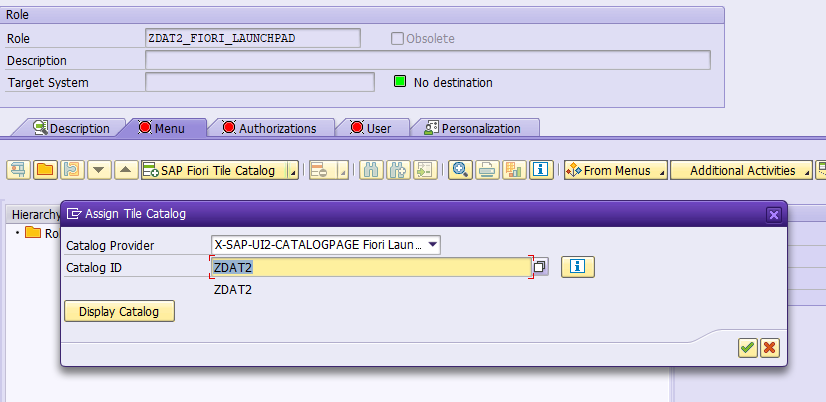 Role
Role ZDAT2_FIORI_LAUNCHPAD Obsolete
Description
Target System No destination
Description Menu Authorizations User Personalization
SAP Fiori Tile Catalog From Menus Additional Activities
Hierarchy
Assign Tile Catalog
Ro
Catalog Provider X-SAP-UI2-CATALOGPAGE Fiori Laun...
Catalog ID ZDAT2
ZDAT2
Display Catalog